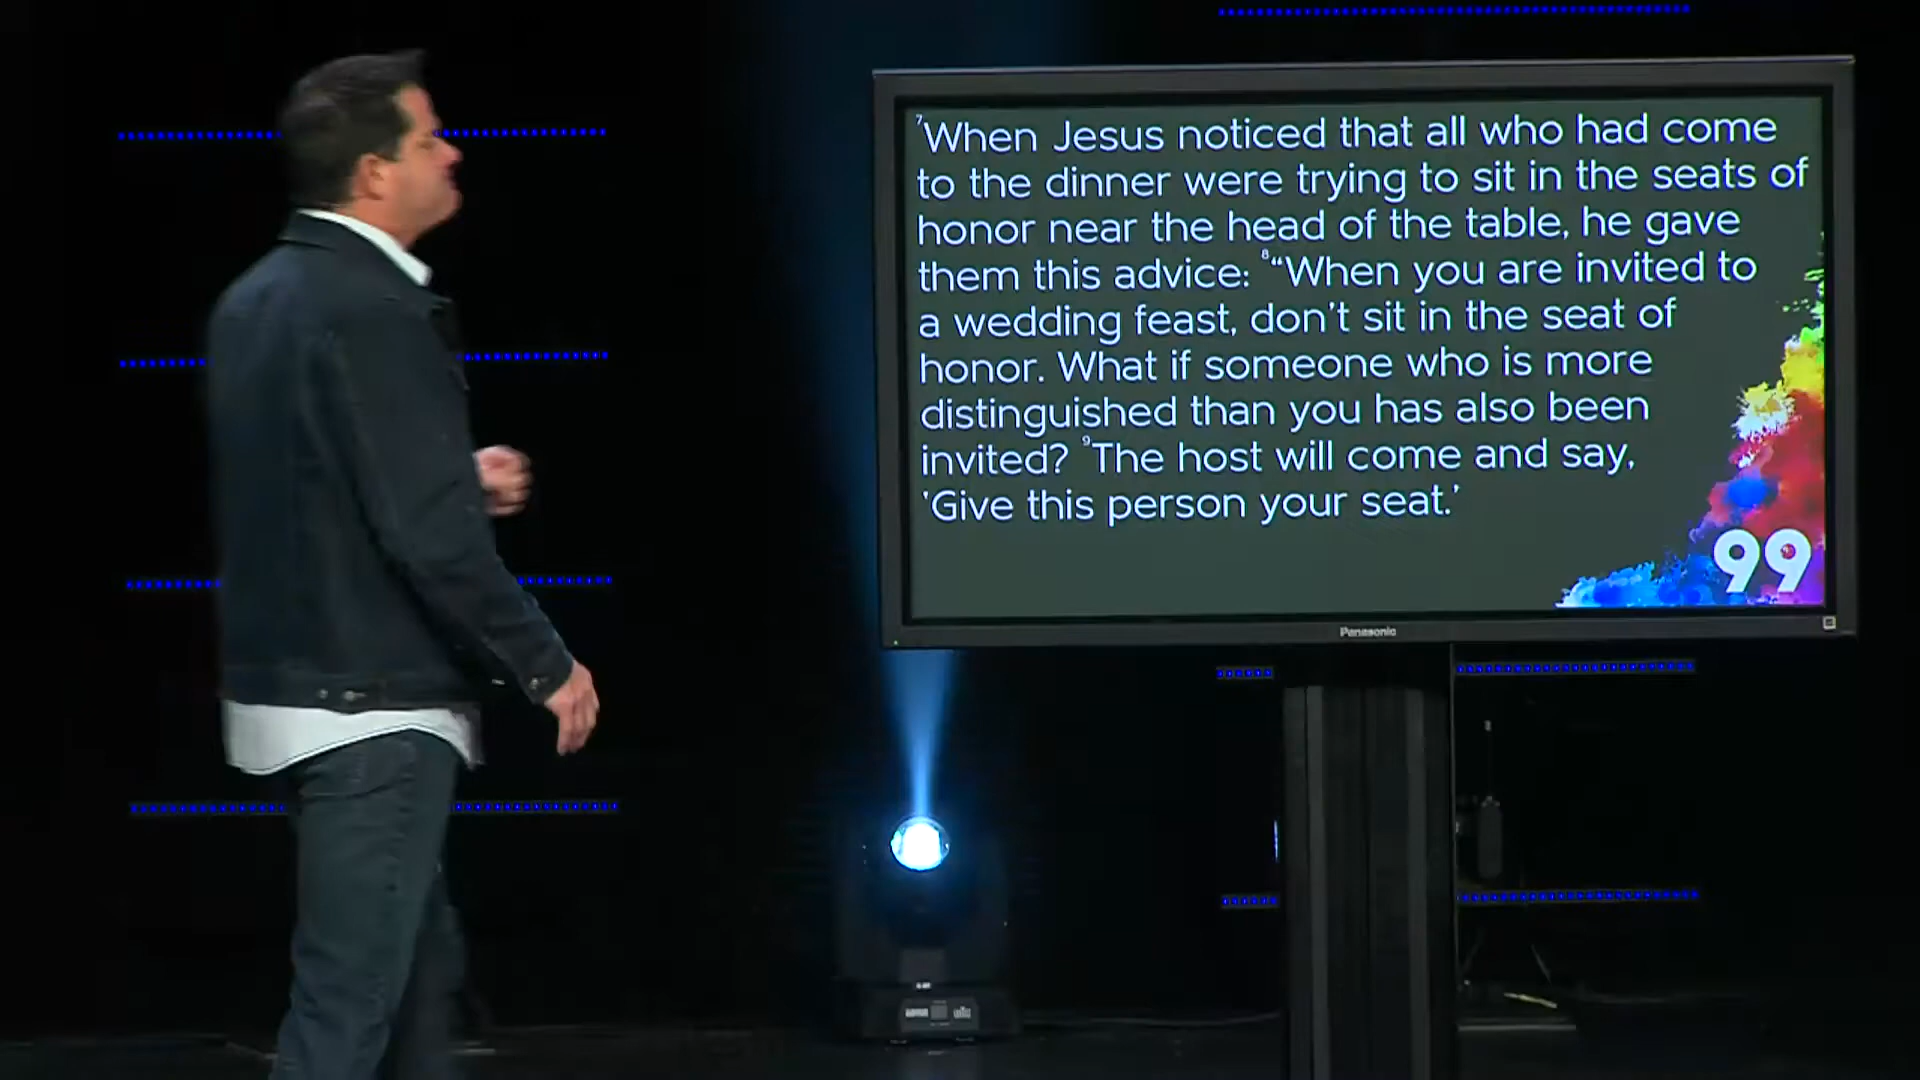 ⁷When Jesus noticed that all who had come
to the dinner were trying to sit in the seats of
honor near the head of the table, he gave
them this advice: ⁸“When you are invited to
a wedding feast, don’t sit in the seat of
honor. What if someone who is more
distinguished than you has also been
invited? ⁹The host will come and say,
‘Give this person your seat.’
99
Panasonic